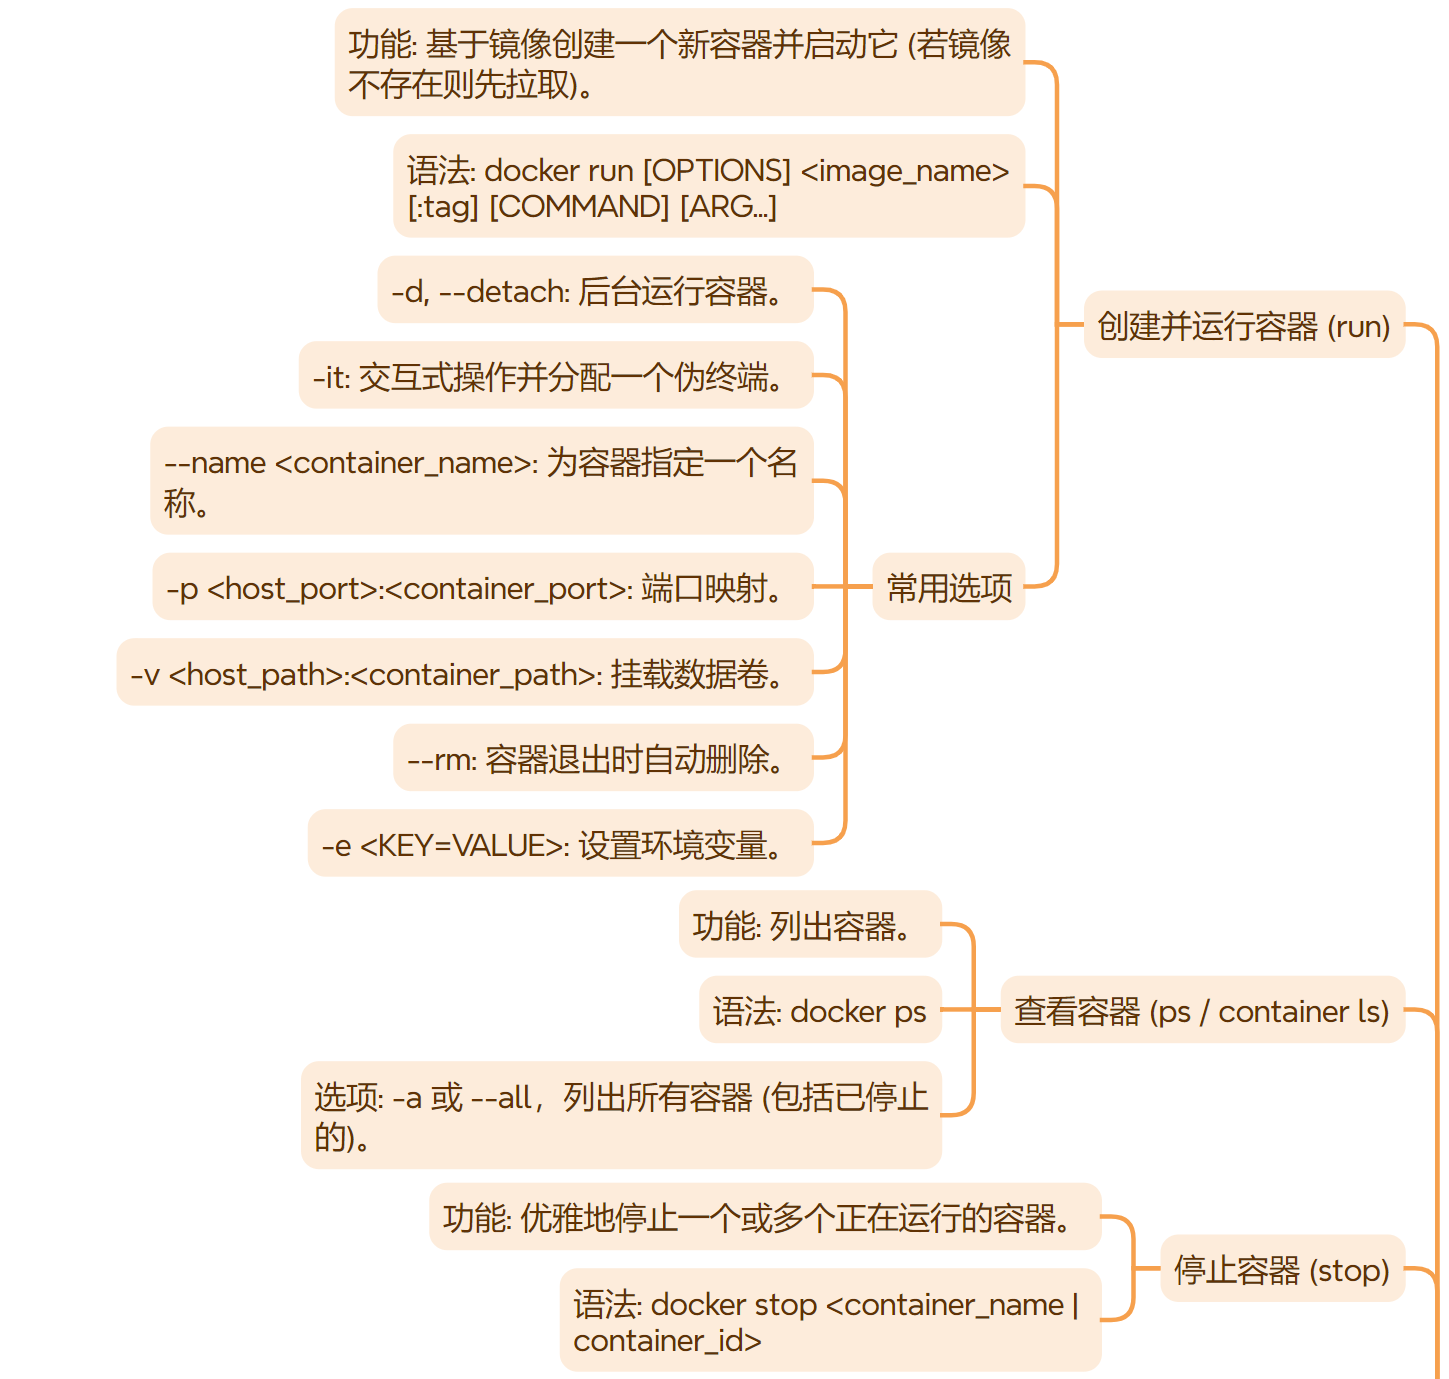 功能: 基于镜像创建一个新容器并启动它 (若镜像
不存在则先拉取)。
语法: docker run [OPTIONS] <image_name>
[:tag] [COMMAND] [ARG...]
-d, --detach: 后台运行容器。
-it: 交互式操作并分配一个伪终端。
--name <container_name>: 为容器指定一个名
称。
-p <host_port>:<container_port>: 端口映射。
-v <host_path>:<container_path>: 挂载数据卷。
--rm: 容器退出时自动删除。
-e <KEY=VALUE>: 设置环境变量。
常用选项
创建并运行容器 (run)
功能: 列出容器。
语法: docker ps
选项: -a 或 --all，列出所有容器 (包括已停止
的)。
查看容器 (ps / container ls)
功能: 优雅地停止一个或多个正在运行的容器。
语法: docker stop <container_name |
container_id>
停止容器 (stop)